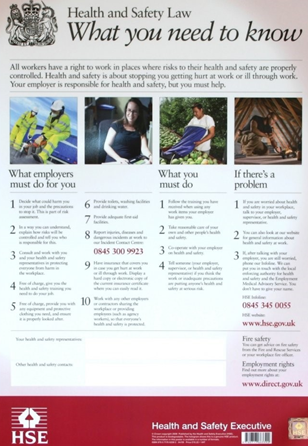 Health and Safety Law
What you need to know
All workers have a right to work in places where risks to their health and safety are properly
controlled. Health and safety is about stopping you getting hurt at work or ill through work.
Your employer is responsible for health and safety, but you must help.
What employers
must do for you
1 Decide what could harm you
in your job and the precautions
to stop it. This is part of risk
assessment.
2 In a way you can understand,
explain how risks will be
controlled and tell you who
is responsible for this.
3 Consult and work with you
and your health and safety
representatives in protecting
everyone from harm in
the workplace.
4 Free of charge, give you the
health and safety training you
need to do your job.
5 Free of charge, provide you with
any equipment and protective
clothing you need, and ensure
it is properly looked after.
6 Provide toilets, washing facilities
and drinking water.
7 Provide adequate first-aid
facilities.
8 Report injuries, diseases and
dangerous incidents at work to
our Incident Contact Centre:
0845 300 9923
9 Have insurance that covers you
in case you get hurt at work
or ill through work. Display a
hard copy or electronic copy of
the current insurance certificate
where you can easily read it.
10 Work with any other employers
or contractors sharing the
workplace or providing
employees (such as agency
workers), so that everyone's
health and safety is protected.
What you
must do
1 Follow the training you have
received when using any
work items your employer
has given you.
2 Take reasonable care of your
own and other people's health
and safety.
3 Co-operate with your employer
on health and safety.
4 Tell someone (your employer,
supervisor, or health and safety
representative) if you think the
work or inadequate precautions
are putting anyone's health and
safety at serious risk.
If there's a
problem
1 If you are worried about health
and safety in your workplace,
talk to your employer,
supervisor, or health and safety
representative.
2 You can also look at our website
for general information about
health and safety at work.
3 If, after talking with your
employer, you are still worried,
phone our Infoline. We can
put you in touch with the local
enforcing authority for health
and safety and the Employment
Medical Advisory Service. You
don't have to give your name.
HSE Infoline:
0845 345 0055
HSE website:
www.hse.gov.uk
Fire safety
You can get advice on fire safety
from the Fire and Rescue Services
or your workplace fire officer.
Employment rights
Find out more about your
employment rights at:
www.direct.gov.uk
Your health and safety representatives:
Other health and safety contacts:
HSE
Health and Safety Executive